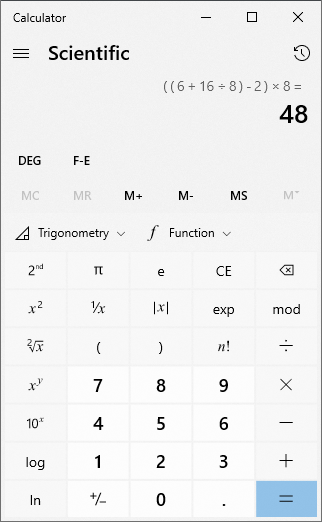 Calculator
Scientific
((6 + 16 ÷ 8) - 2) × 8 =
48
DEG F-E
MC MR M+ M- MS M˅
Trigonometry f Function
2ⁿᵈ π e CE
x² ¹/x |x| exp mod
²√x ( ) n! ÷
xʸ 7 8 9 ×
10ˣ 4 5 6 −
log 1 2 3 +
ln +/− 0 . =